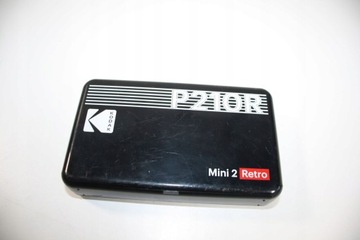 P210R
KODAK
Mini 2 Retro